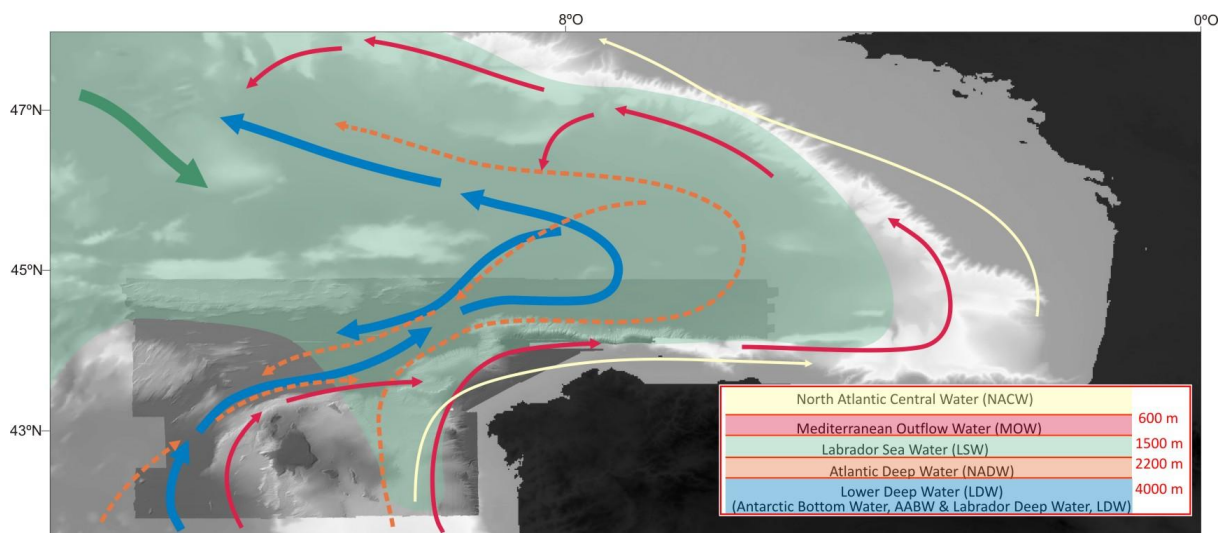 8ºO
0ºO
47ºN
45ºN
43ºN
North Atlantic Central Water (NACW)
600 m
Mediterranean Outflow Water (MOW)
1500 m
Labrador Sea Water (LSW)
2200 m
Atlantic Deep Water (NADW)
4000 m
Lower Deep Water (LDW)
(Antarctic Bottom Water, AABW & Labrador Deep Water, LDW)